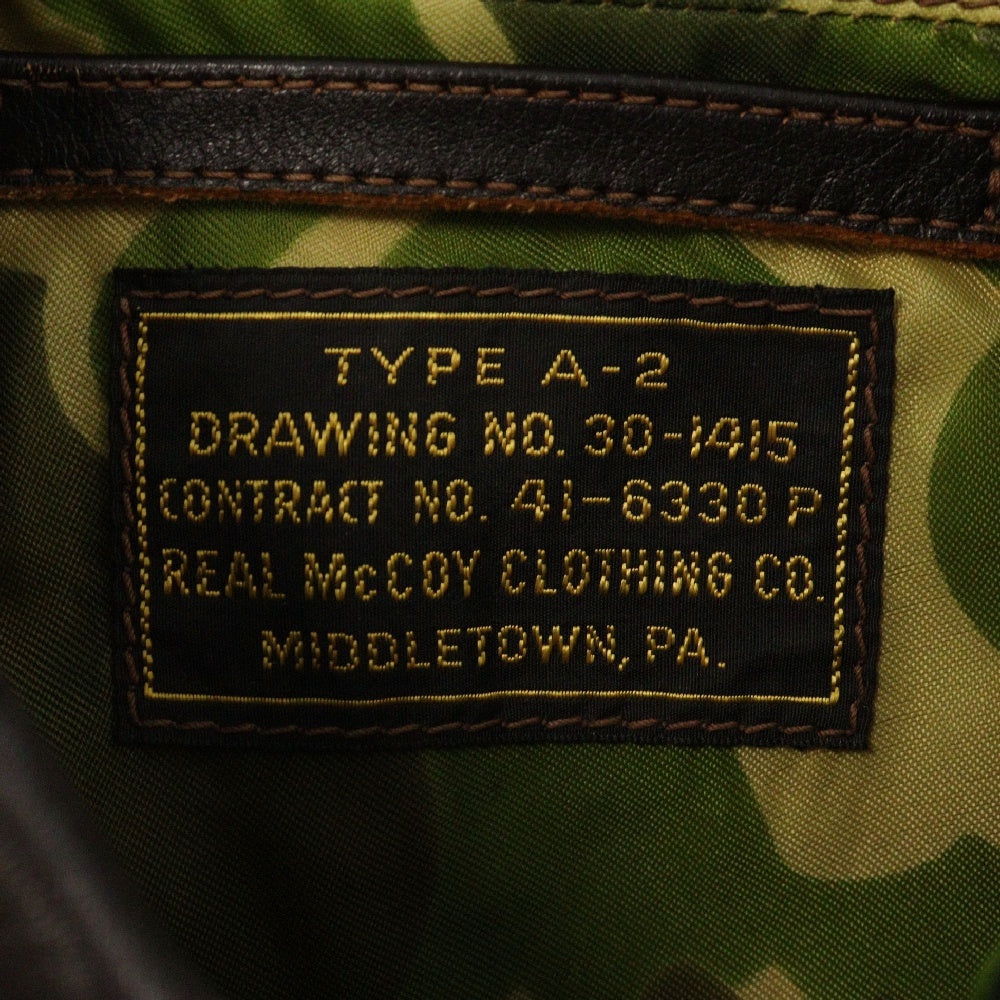 TYPE A-2
DRAWING NO. 30-1415
CONTRACT NO. 41-6330 P
REAL McCOY CLOTHING CO.
MIDDLETOWN, PA.